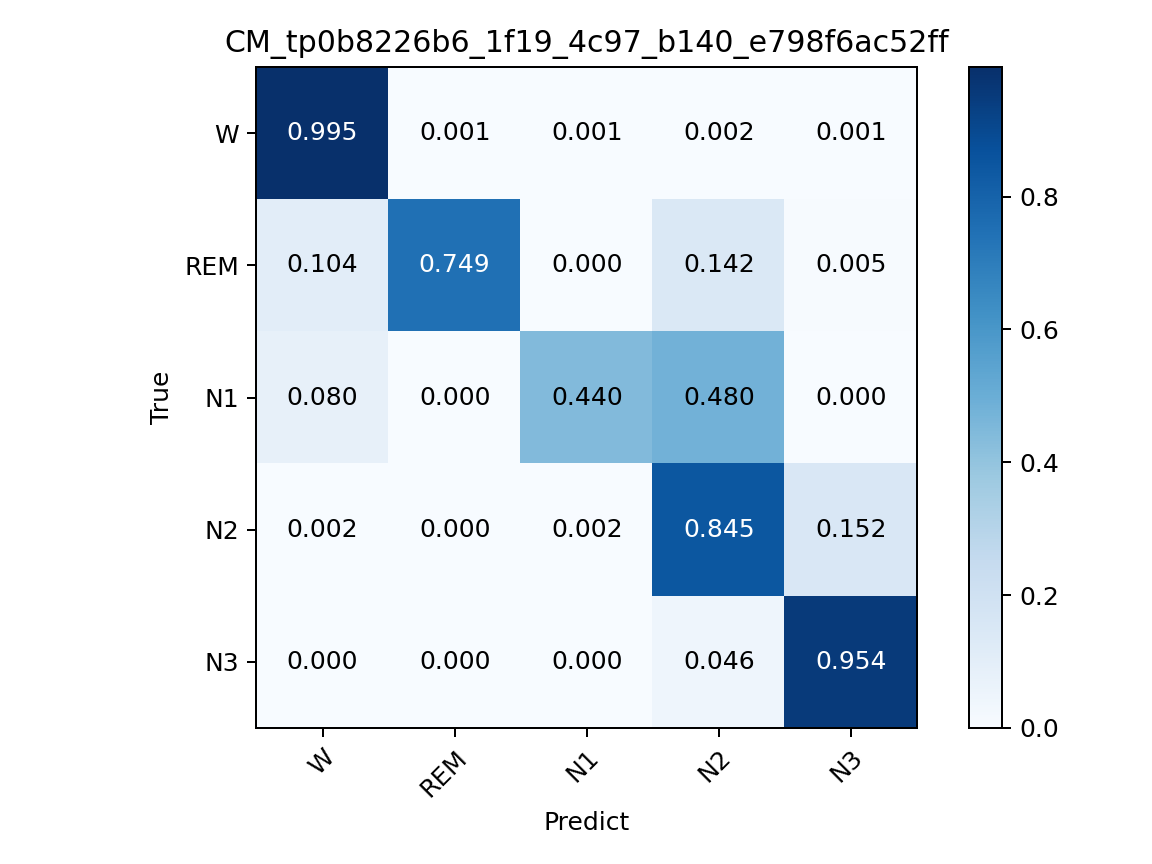 CM_tp0b8226b6_1f19_4c97_b140_e798f6ac52ff
W 0.995 0.001 0.001 0.002 0.001
0.8
REM 0.104 0.749 0.000 0.142 0.005
0.6
True
N1 0.080 0.000 0.440 0.480 0.000
0.4
N2 0.002 0.000 0.002 0.845 0.152
0.2
N3 0.000 0.000 0.000 0.046 0.954
0.0
W REM N1 N2 N3
Predict